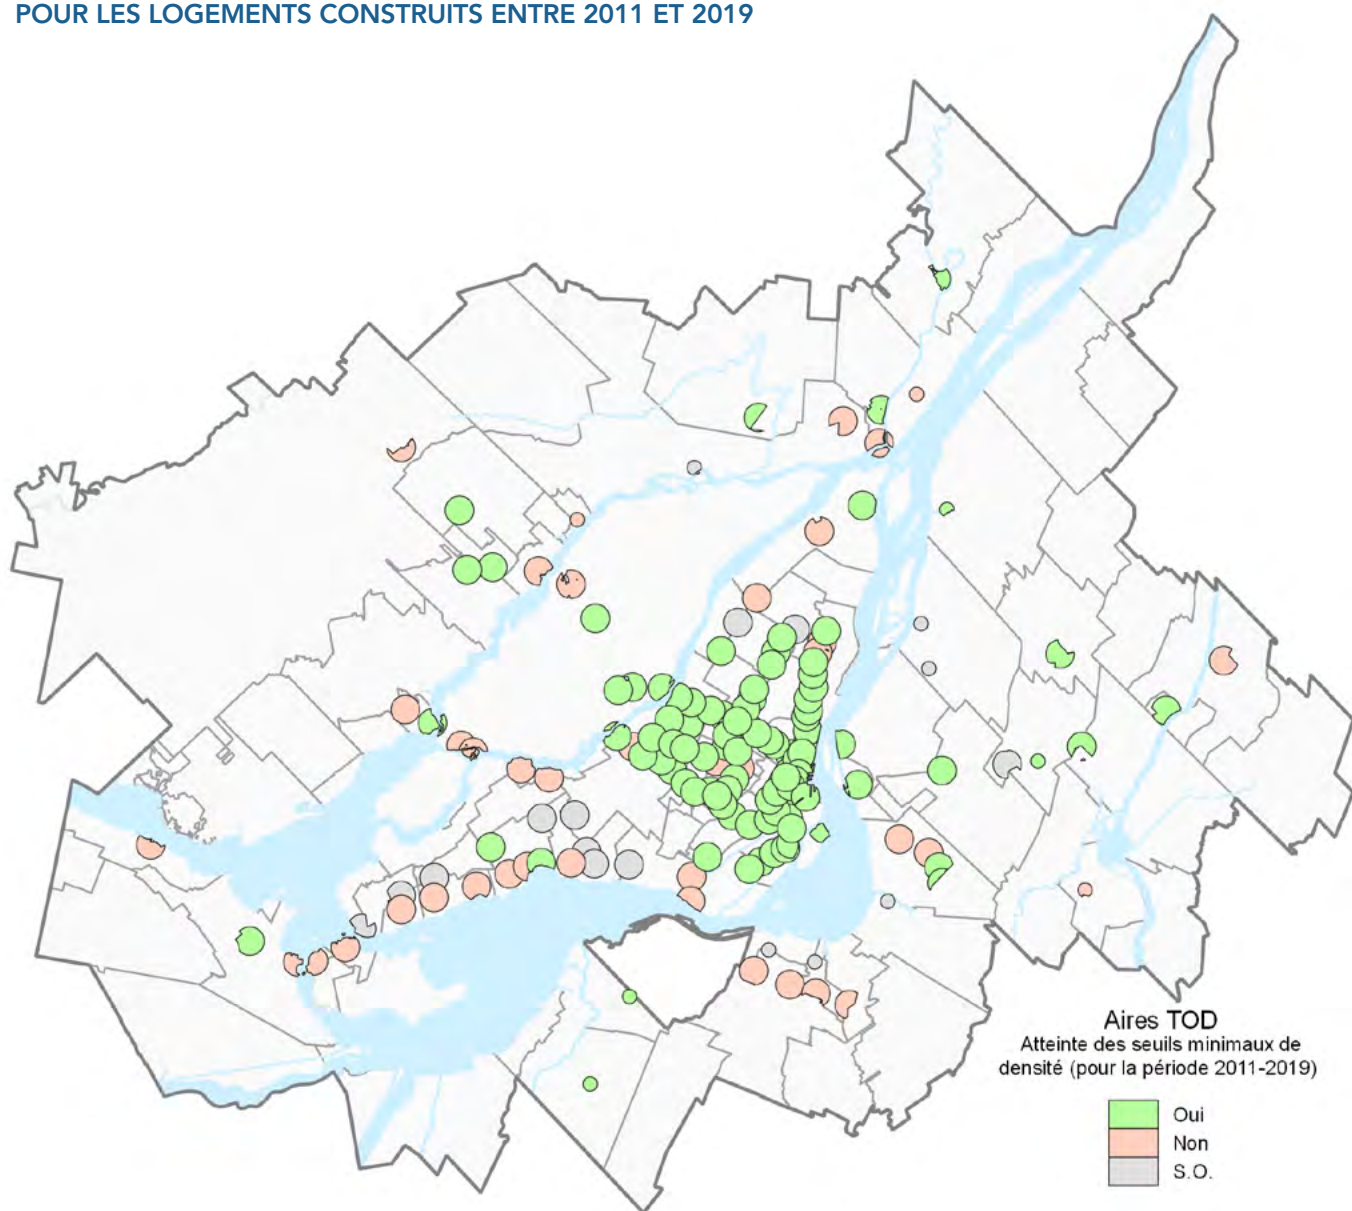 POUR LES LOGEMENTS CONSTRUITS ENTRE 2011 ET 2019
Aires TOD
Atteinte des seuils minimaux de
densité (pour la période 2011-2019)
Oui
Non
S.O.